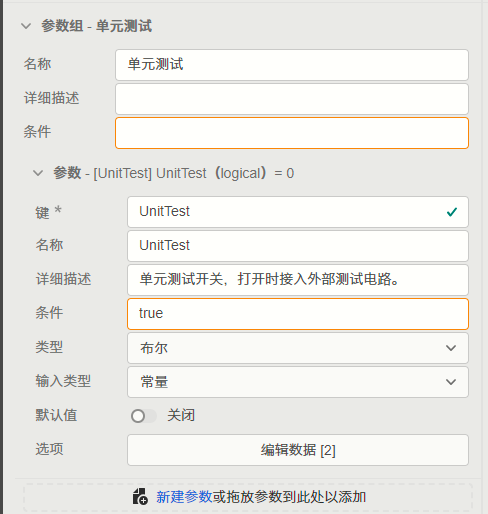 参数组 - 单元测试
名称 单元测试
详细描述
条件
参数 - [UnitTest] UnitTest（logical）= 0
键 * UnitTest
名称 UnitTest
详细描述 单元测试开关，打开时接入外部测试电路。
条件 true
类型 布尔
输入类型 常量
默认值 关闭
选项 编辑数据 [2]
新建参数或拖放参数到此处以添加